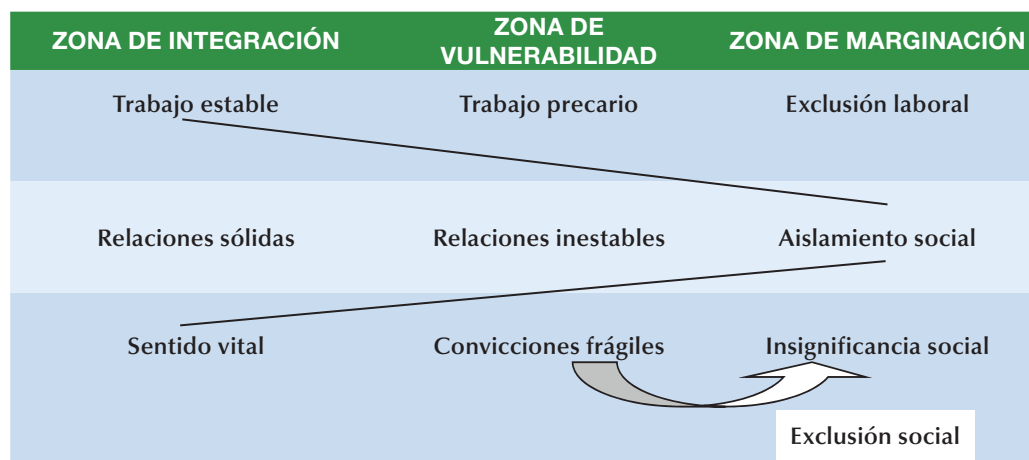 ZONA DE INTEGRACIÓN
ZONA DE
VULNERABILIDAD
ZONA DE MARGINACIÓN
Trabajo estable
Trabajo precario
Exclusión laboral
Relaciones sólidas
Relaciones inestables
Aislamiento social
Sentido vital
Convicciones frágiles
Insignificancia social
Exclusión social